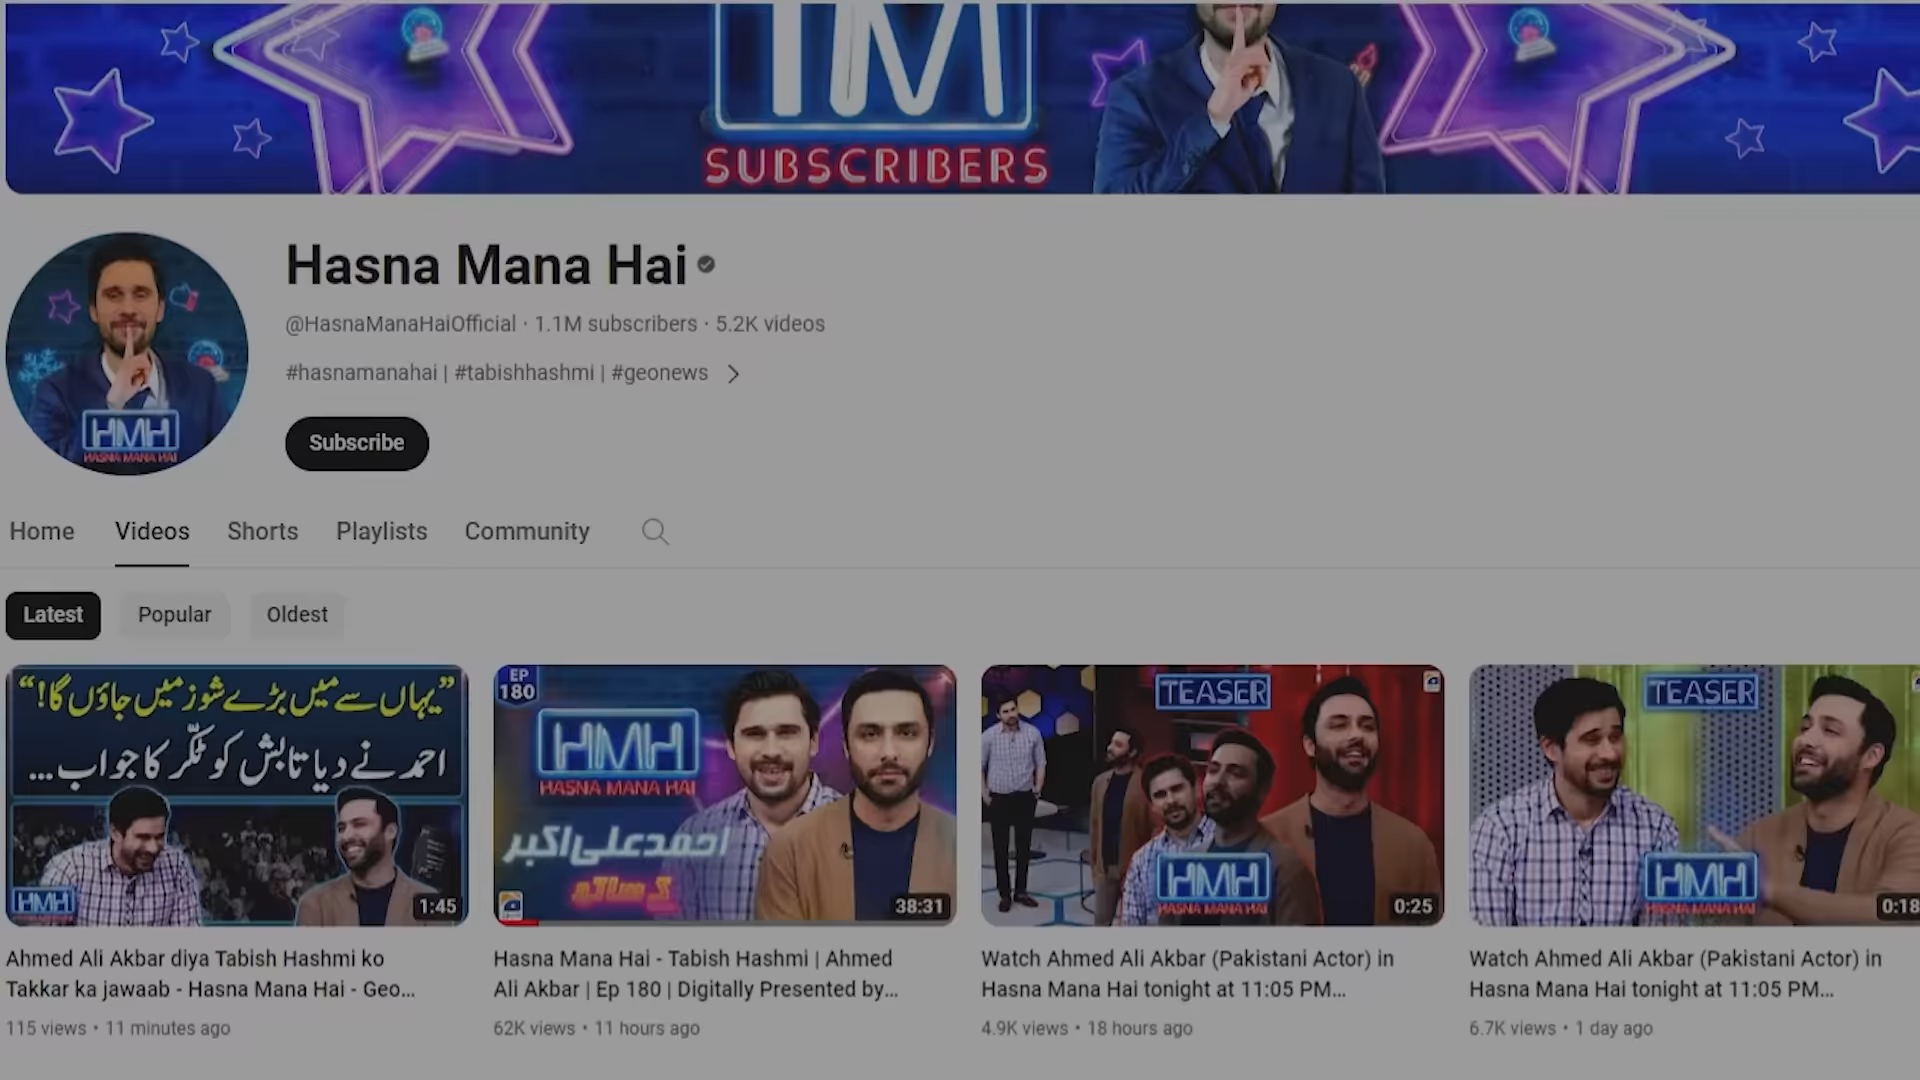 1M
SUBSCRIBERS
Hasna Mana Hai
@HasnaManaHaiOfficial · 1.1M subscribers · 5.2K videos
#hasnamanahai | #tabishhashmi | #geonews
HMH
HASNA MANA HAI
Subscribe
Home Videos Shorts Playlists Community
Latest Popular Oldest
”یہاں سے میں بڑے شوز میں جاؤں گا!“
احمد نے دیا تابش کو ٹکّر کا جواب...
HMH
1:45
EP
180
HMH
HASNA MANA HAI
احمد علی اکبر
کے ساتھ
38:31
TEASER
HMH
HASNA MANA HAI
0:25
TEASER
HMH
HASNA MANA HAI
0:18
Ahmed Ali Akbar diya Tabish Hashmi ko
Takkar ka jawaab - Hasna Mana Hai - Geo...
115 views • 11 minutes ago
Hasna Mana Hai - Tabish Hashmi | Ahmed
Ali Akbar | Ep 180 | Digitally Presented by...
62K views • 11 hours ago
Watch Ahmed Ali Akbar (Pakistani Actor) in
Hasna Mana Hai tonight at 11:05 PM...
4.9K views • 18 hours ago
Watch Ahmed Ali Akbar (Pakistani Actor) in
Hasna Mana Hai tonight at 11:05 PM...
6.7K views • 1 day ago